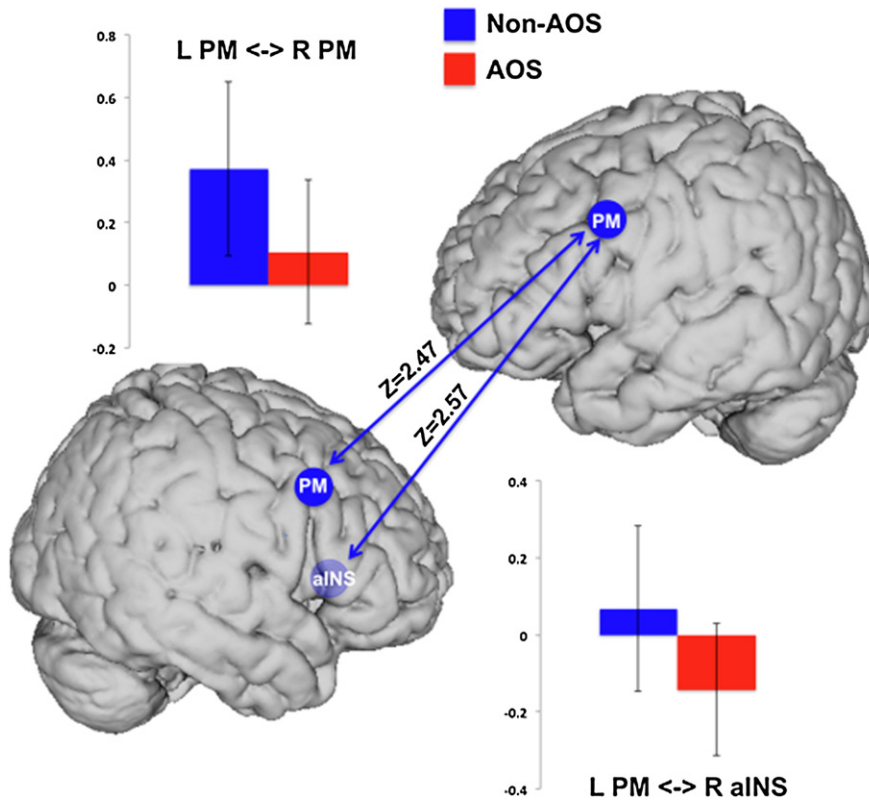 Non-AOS
AOS
L PM <-> R PM
0.8
0.6
0.4
0.2
0
-0.2
PM
Z=2.47
Z=2.57
PM
aINS
0.4
0.2
0
-0.2
-0.4
L PM <-> R aINS